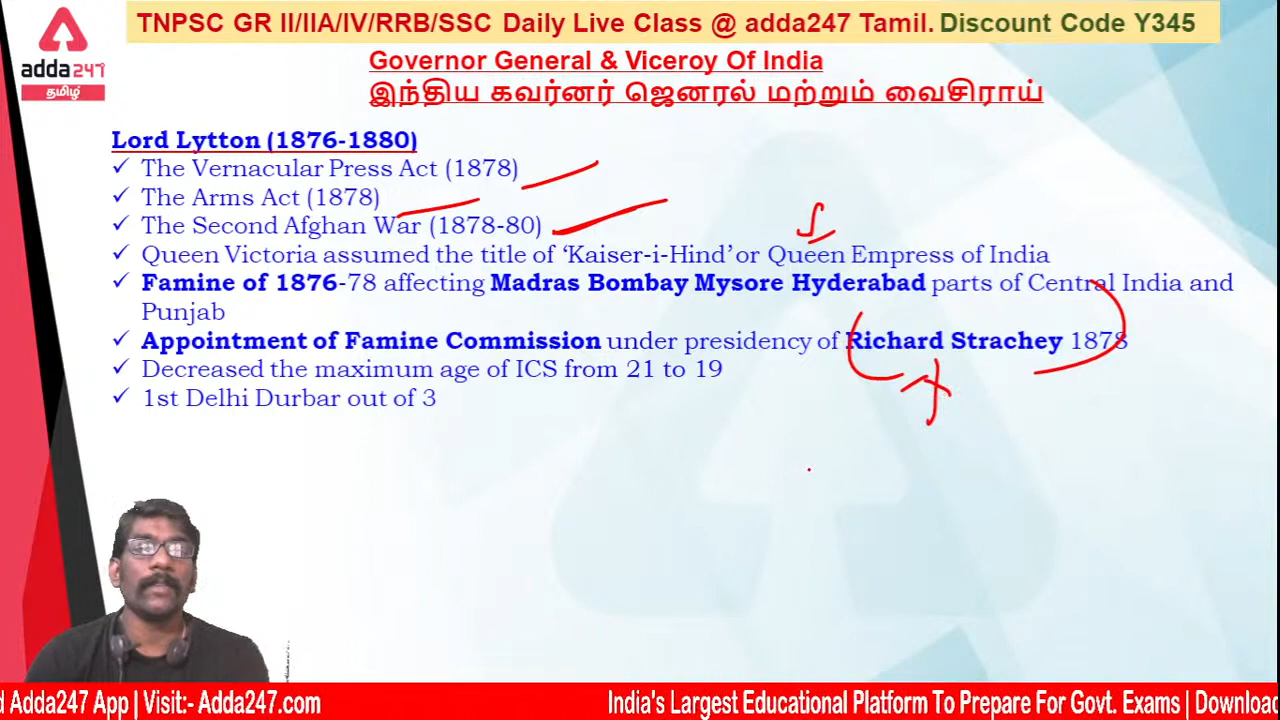 TNPSC GR II/IIA/IV/RRB/SSC Daily Live Class @ adda247 Tamil. Discount Code Y345
adda247
தமிழ்
Governor General & Viceroy Of India
இந்திய கவர்னர் ஜெனரல் மற்றும் வைசிராய்
Lord Lytton (1876-1880)
✓ The Vernacular Press Act (1878)
✓ The Arms Act (1878)
✓ The Second Afghan War (1878-80)
✓ Queen Victoria assumed the title of ‘Kaiser-i-Hind’ or Queen Empress of India
✓ Famine of 1876-78 affecting Madras Bombay Mysore Hyderabad parts of Central India and
Punjab
✓ Appointment of Famine Commission under presidency of Richard Strachey 1878
✓ Decreased the maximum age of ICS from 21 to 19
✓ 1st Delhi Durbar out of 3
d Adda247 App | Visit:- Adda247.com
India's Largest Educational Platform To Prepare For Govt. Exams | Download